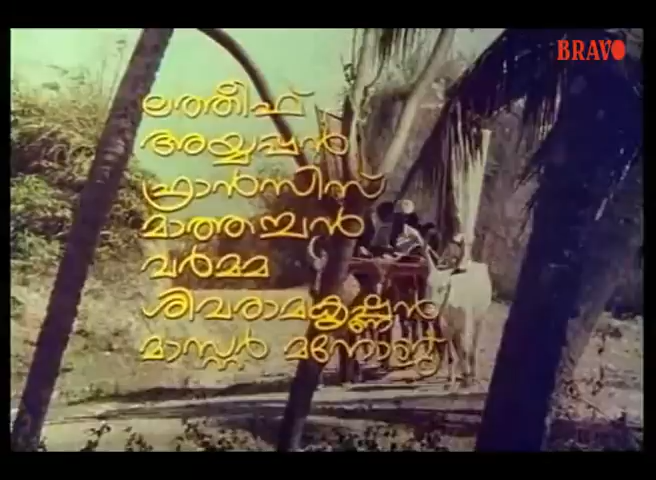 BRAVO
ലത്തീഫ്
അയ്യപ്പൻ
ഫ്രാൻസീസ്
മാത്തച്ചൻ
വർമ്മ
ശിവരാമകൃഷ്ണൻ
മാസ്റ്റർ മനോജ്